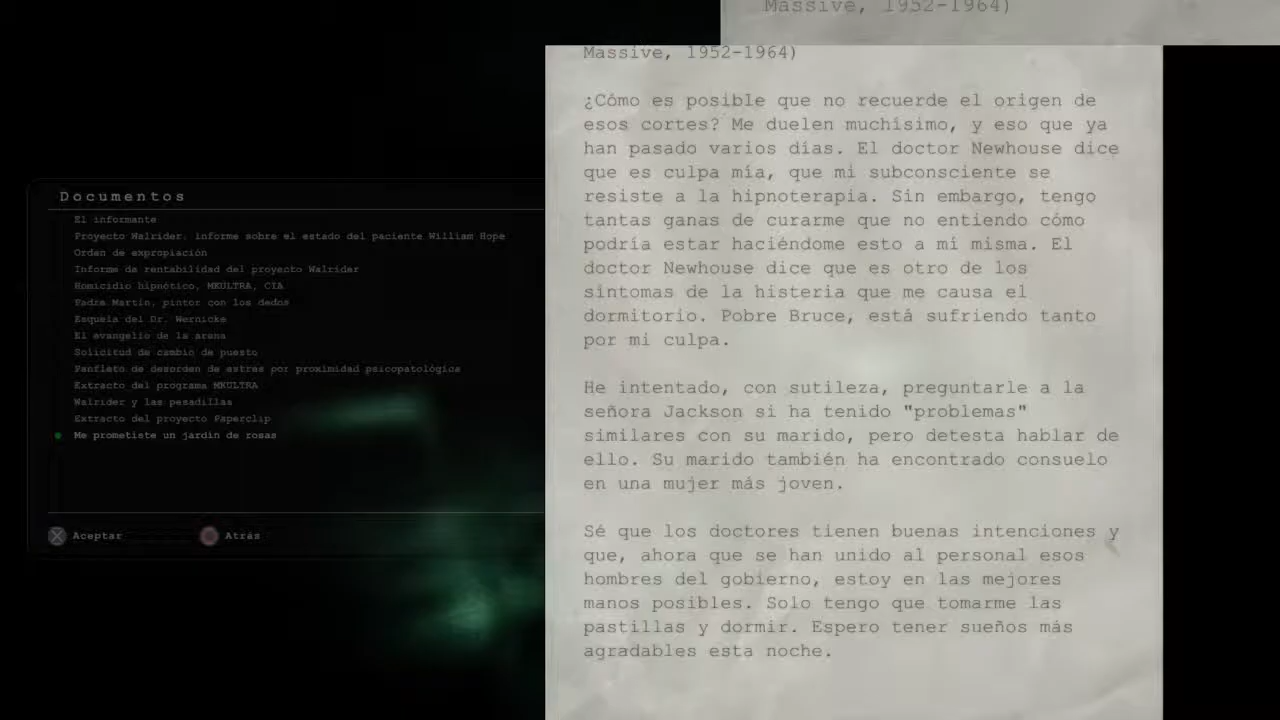 Massive, 1952-1964)
Massive, 1952-1964)
¿Cómo es posible que no recuerde el origen de
esos cortes? Me duelen muchísimo, y eso que ya
han pasado varios días. El doctor Newhouse dice
que es culpa mía, que mi subconsciente se
resiste a la hipnoterapia. Sin embargo, tengo
tantas ganas de curarme que no entiendo cómo
podría estar haciéndome esto a mí misma. El
doctor Newhouse dice que es otro de los
síntomas de la histeria que me causa el
dormitorio. Pobre Bruce, está sufriendo tanto
por mi culpa.
He intentado, con sutileza, preguntarle a la
señora Jackson si ha tenido "problemas"
similares con su marido, pero detesta hablar de
ello. Su marido también ha encontrado consuelo
en una mujer más joven.
Sé que los doctores tienen buenas intenciones y
que, ahora que se han unido al personal esos
hombres del gobierno, estoy en las mejores
manos posibles. Solo tengo que tomarme las
pastillas y dormir. Espero tener sueños más
agradables esta noche.
Documentos
El informante
Proyecto Walrider, informe sobre el estado del paciente William Hope
Orden de expropiación
Informe de rentabilidad del proyecto Walrider
Homicidio hipnótico, MKULTRA, CIA
Padre Martin, pintor con los dedos
Esquela del Dr. Wernicke
El evangelio de la arena
Solicitud de cambio de puesto
Panfleto de desorden de estres por proximidad psicopatológica
Extracto del programa MKULTRA
Walrider y las pesadillas
Extracto del proyecto Paperclip
Me prometiste un jardín de rosas
Aceptar Atrás